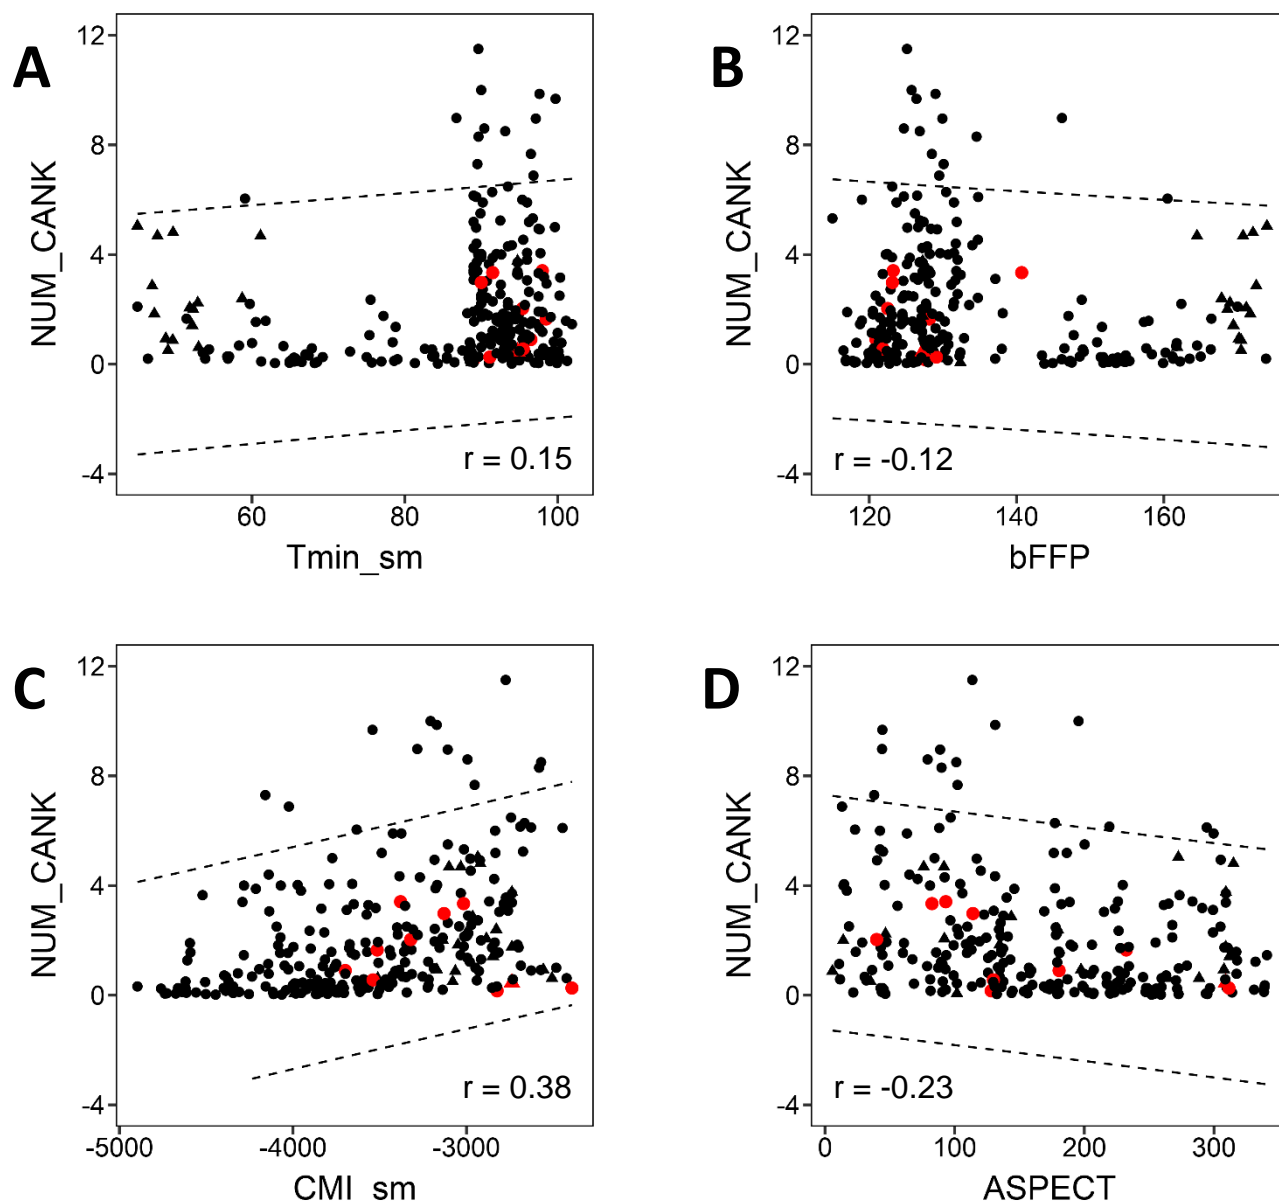 A
NUM_CANK
12
8
4
0
-4
r = 0.15
60 80 100
Tmin_sm
B
NUM_CANK
12
8
4
0
-4
r = -0.12
120 140 160
bFFP
C
NUM_CANK
12
8
4
0
-4
r = 0.38
-5000 -4000 -3000
CMI_sm
D
NUM_CANK
12
8
4
0
-4
r = -0.23
0 100 200 300
ASPECT